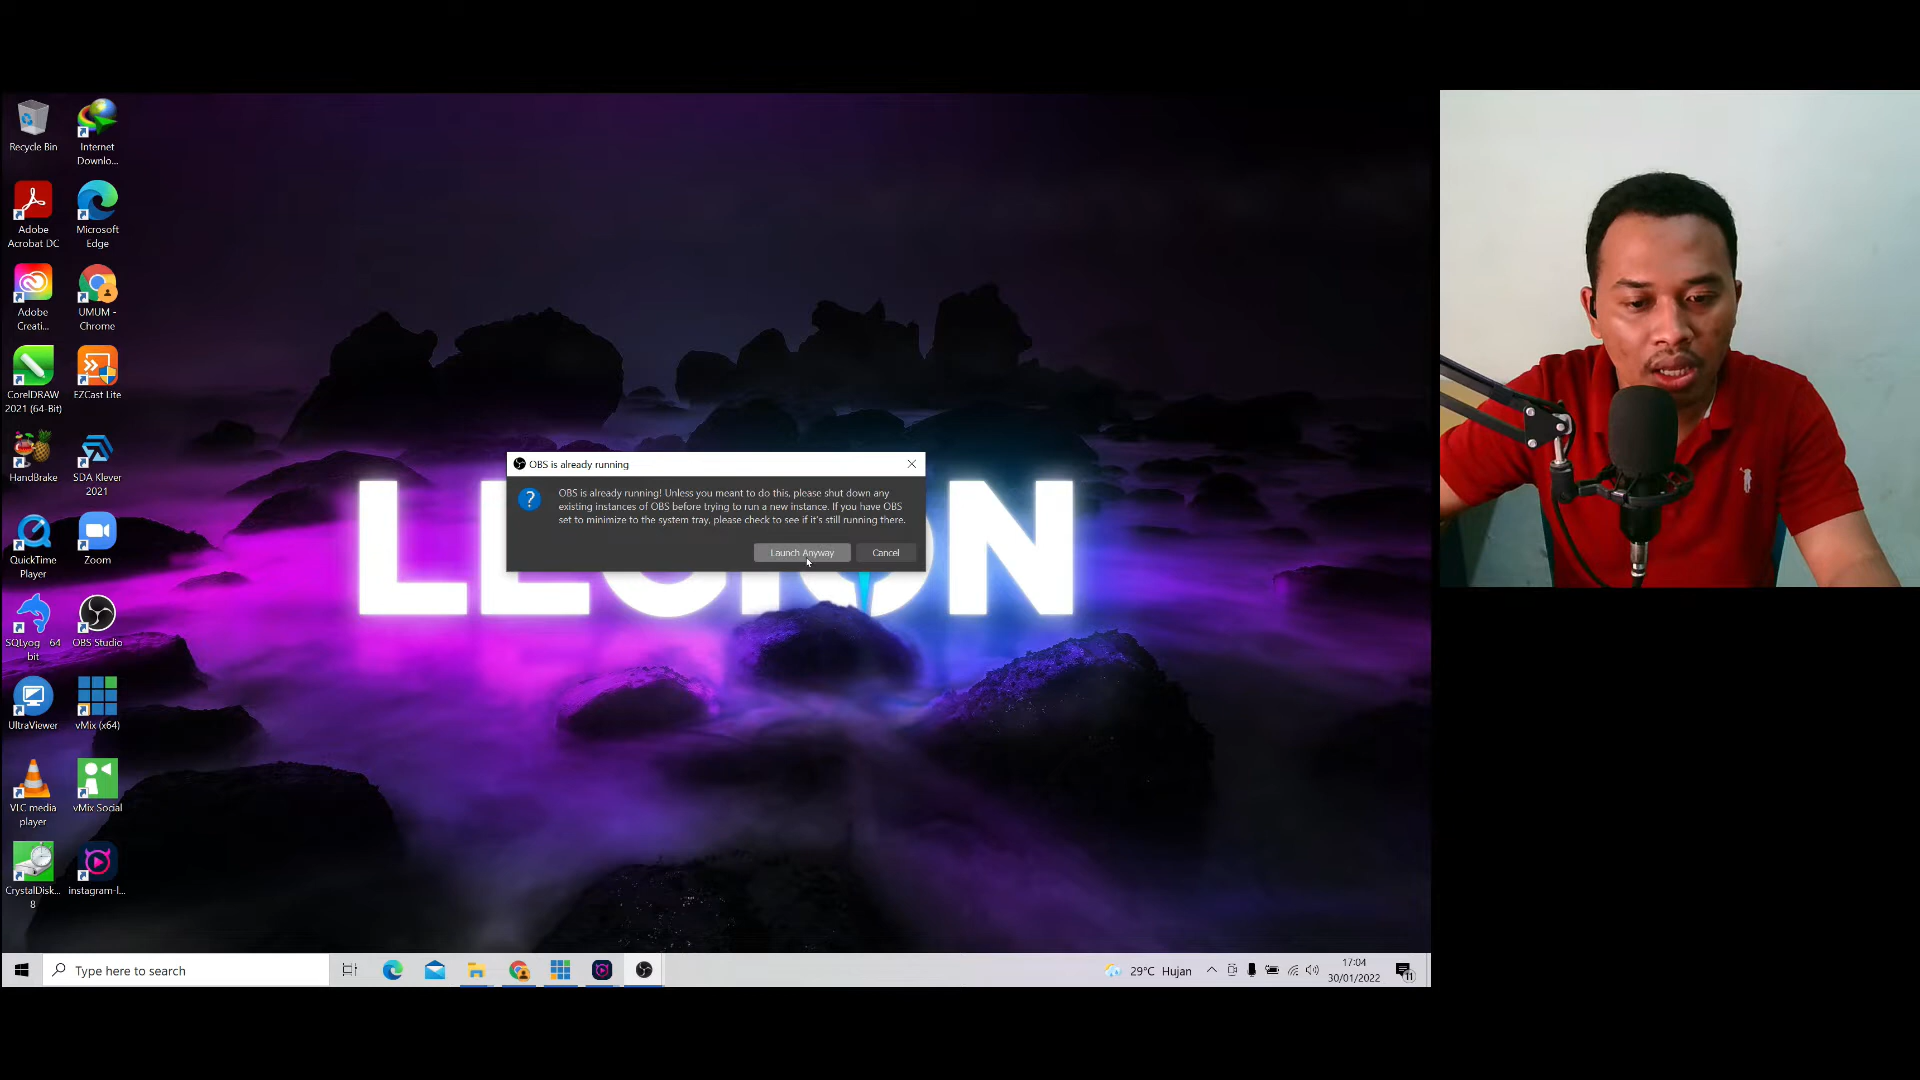 Recycle Bin
Internet
Downlo...
Adobe
Acrobat DC
Microsoft
Edge
Adobe
Creati...
UMUM -
Chrome
CorelDRAW
2021 (64-Bit)
EZCast Lite
HandBrake
SDA Klever
2021
QuickTime
Player
Zoom
SQLyog - 64
bit
OBS Studio
UltraViewer
vMix (x64)
VLC media
player
vMix Social
CrystalDisk...
8
instagram-l...
LEGION
OBS is already running
OBS is already running! Unless you meant to do this, please shut down any
existing instances of OBS before trying to run a new instance. If you have OBS
set to minimize to the system tray, please check to see if it's still running there.
Launch Anyway
Cancel
Type here to search
29°C Hujan
17:04
30/01/2022
11